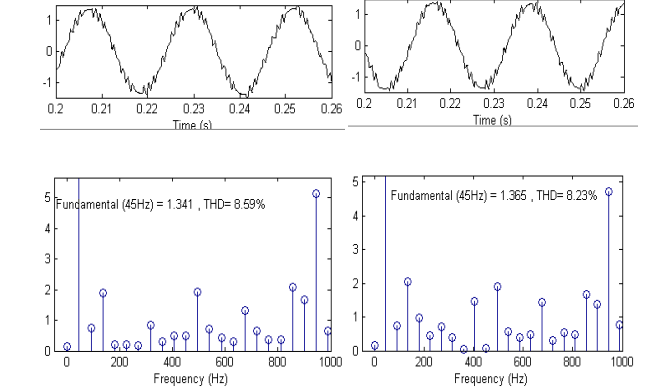 1
0
-1
0.2 0.21 0.22 0.23 0.24 0.25 0.26
Time (s)
1
0
-1
0.2 0.21 0.22 0.23 0.24 0.25 0.26
Time (s)
5
4
3
2
1
0
Fundamental (45Hz) = 1.341 , THD= 8.59%
0 200 400 600 800 1000
Frequency (Hz)
5
4
3
2
1
0
Fundamental (45Hz) = 1.365 , THD= 8.23%
0 200 400 600 800 1000
Frequency (Hz)